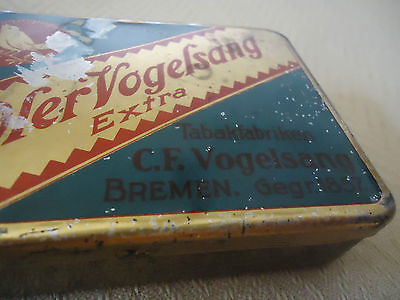 Vogelsang
Extra
Tabakfabriken
C.F. Vogelsang
BREMEN. Gegr.